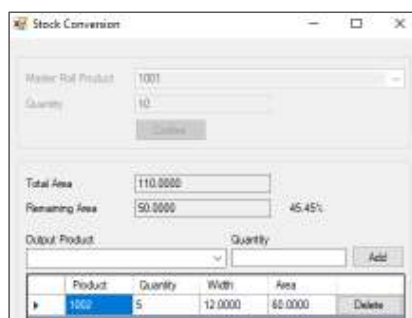 Stock Conversion
Master Roll Product 1001
Quantity 10
Confirm
Total Area 110.0000
Remaining Area 50.0000 45.45%
Output Product Quantity
Add
Product Quantity Width Area
1002 5 12.0000 60.0000 Delete